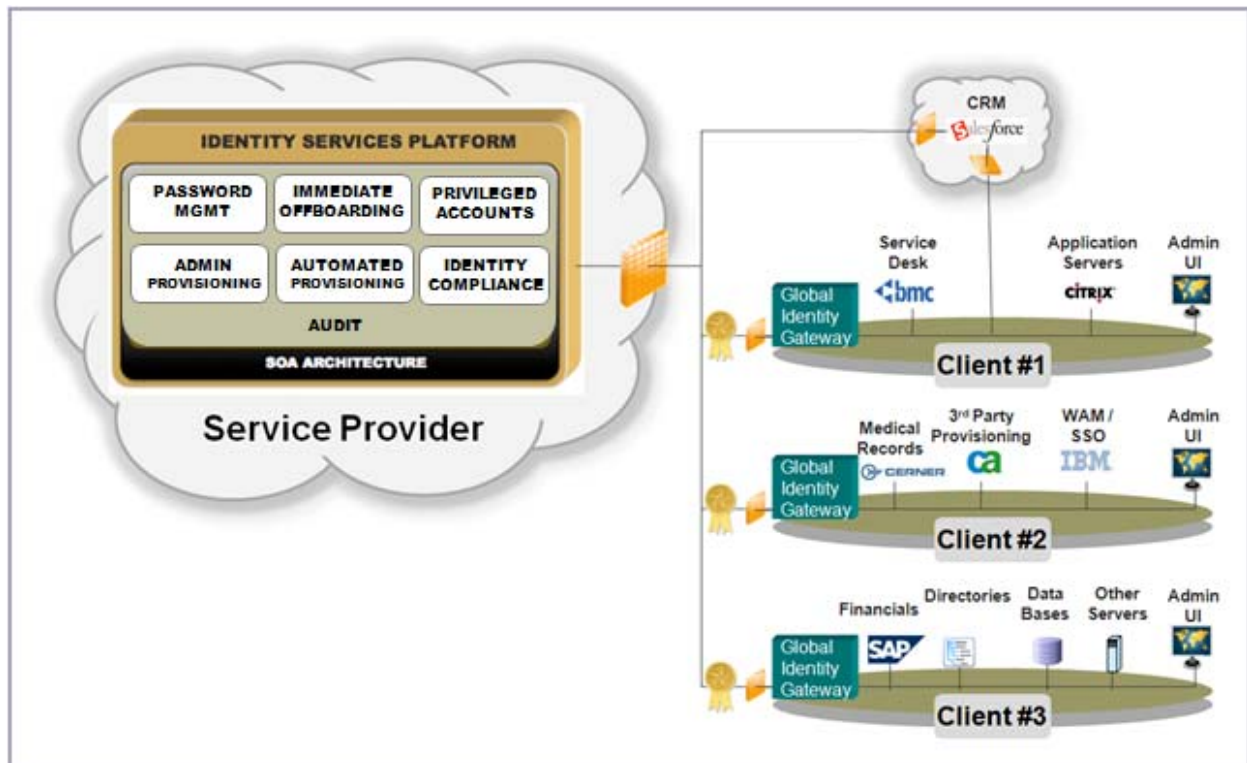 IDENTITY SERVICES PLATFORM
PASSWORD
MGMT
IMMEDIATE
OFFBOARDING
PRIVILEGED
ACCOUNTS
ADMIN
PROVISIONING
AUTOMATED
PROVISIONING
IDENTITY
COMPLIANCE
AUDIT
SOA ARCHITECTURE
Service Provider
CRM
salesforce
Service
Desk
bmc
Application
Servers
CITRIX
Admin
UI
Global
Identity
Gateway
Client #1
Medical
Records
CERNER
3rd Party
Provisioning
ca
WAM /
SSO
IBM
Admin
UI
Global
Identity
Gateway
Client #2
Financials
SAP
Directories
Data
Bases
Other
Servers
Admin
UI
Global
Identity
Gateway
Client #3